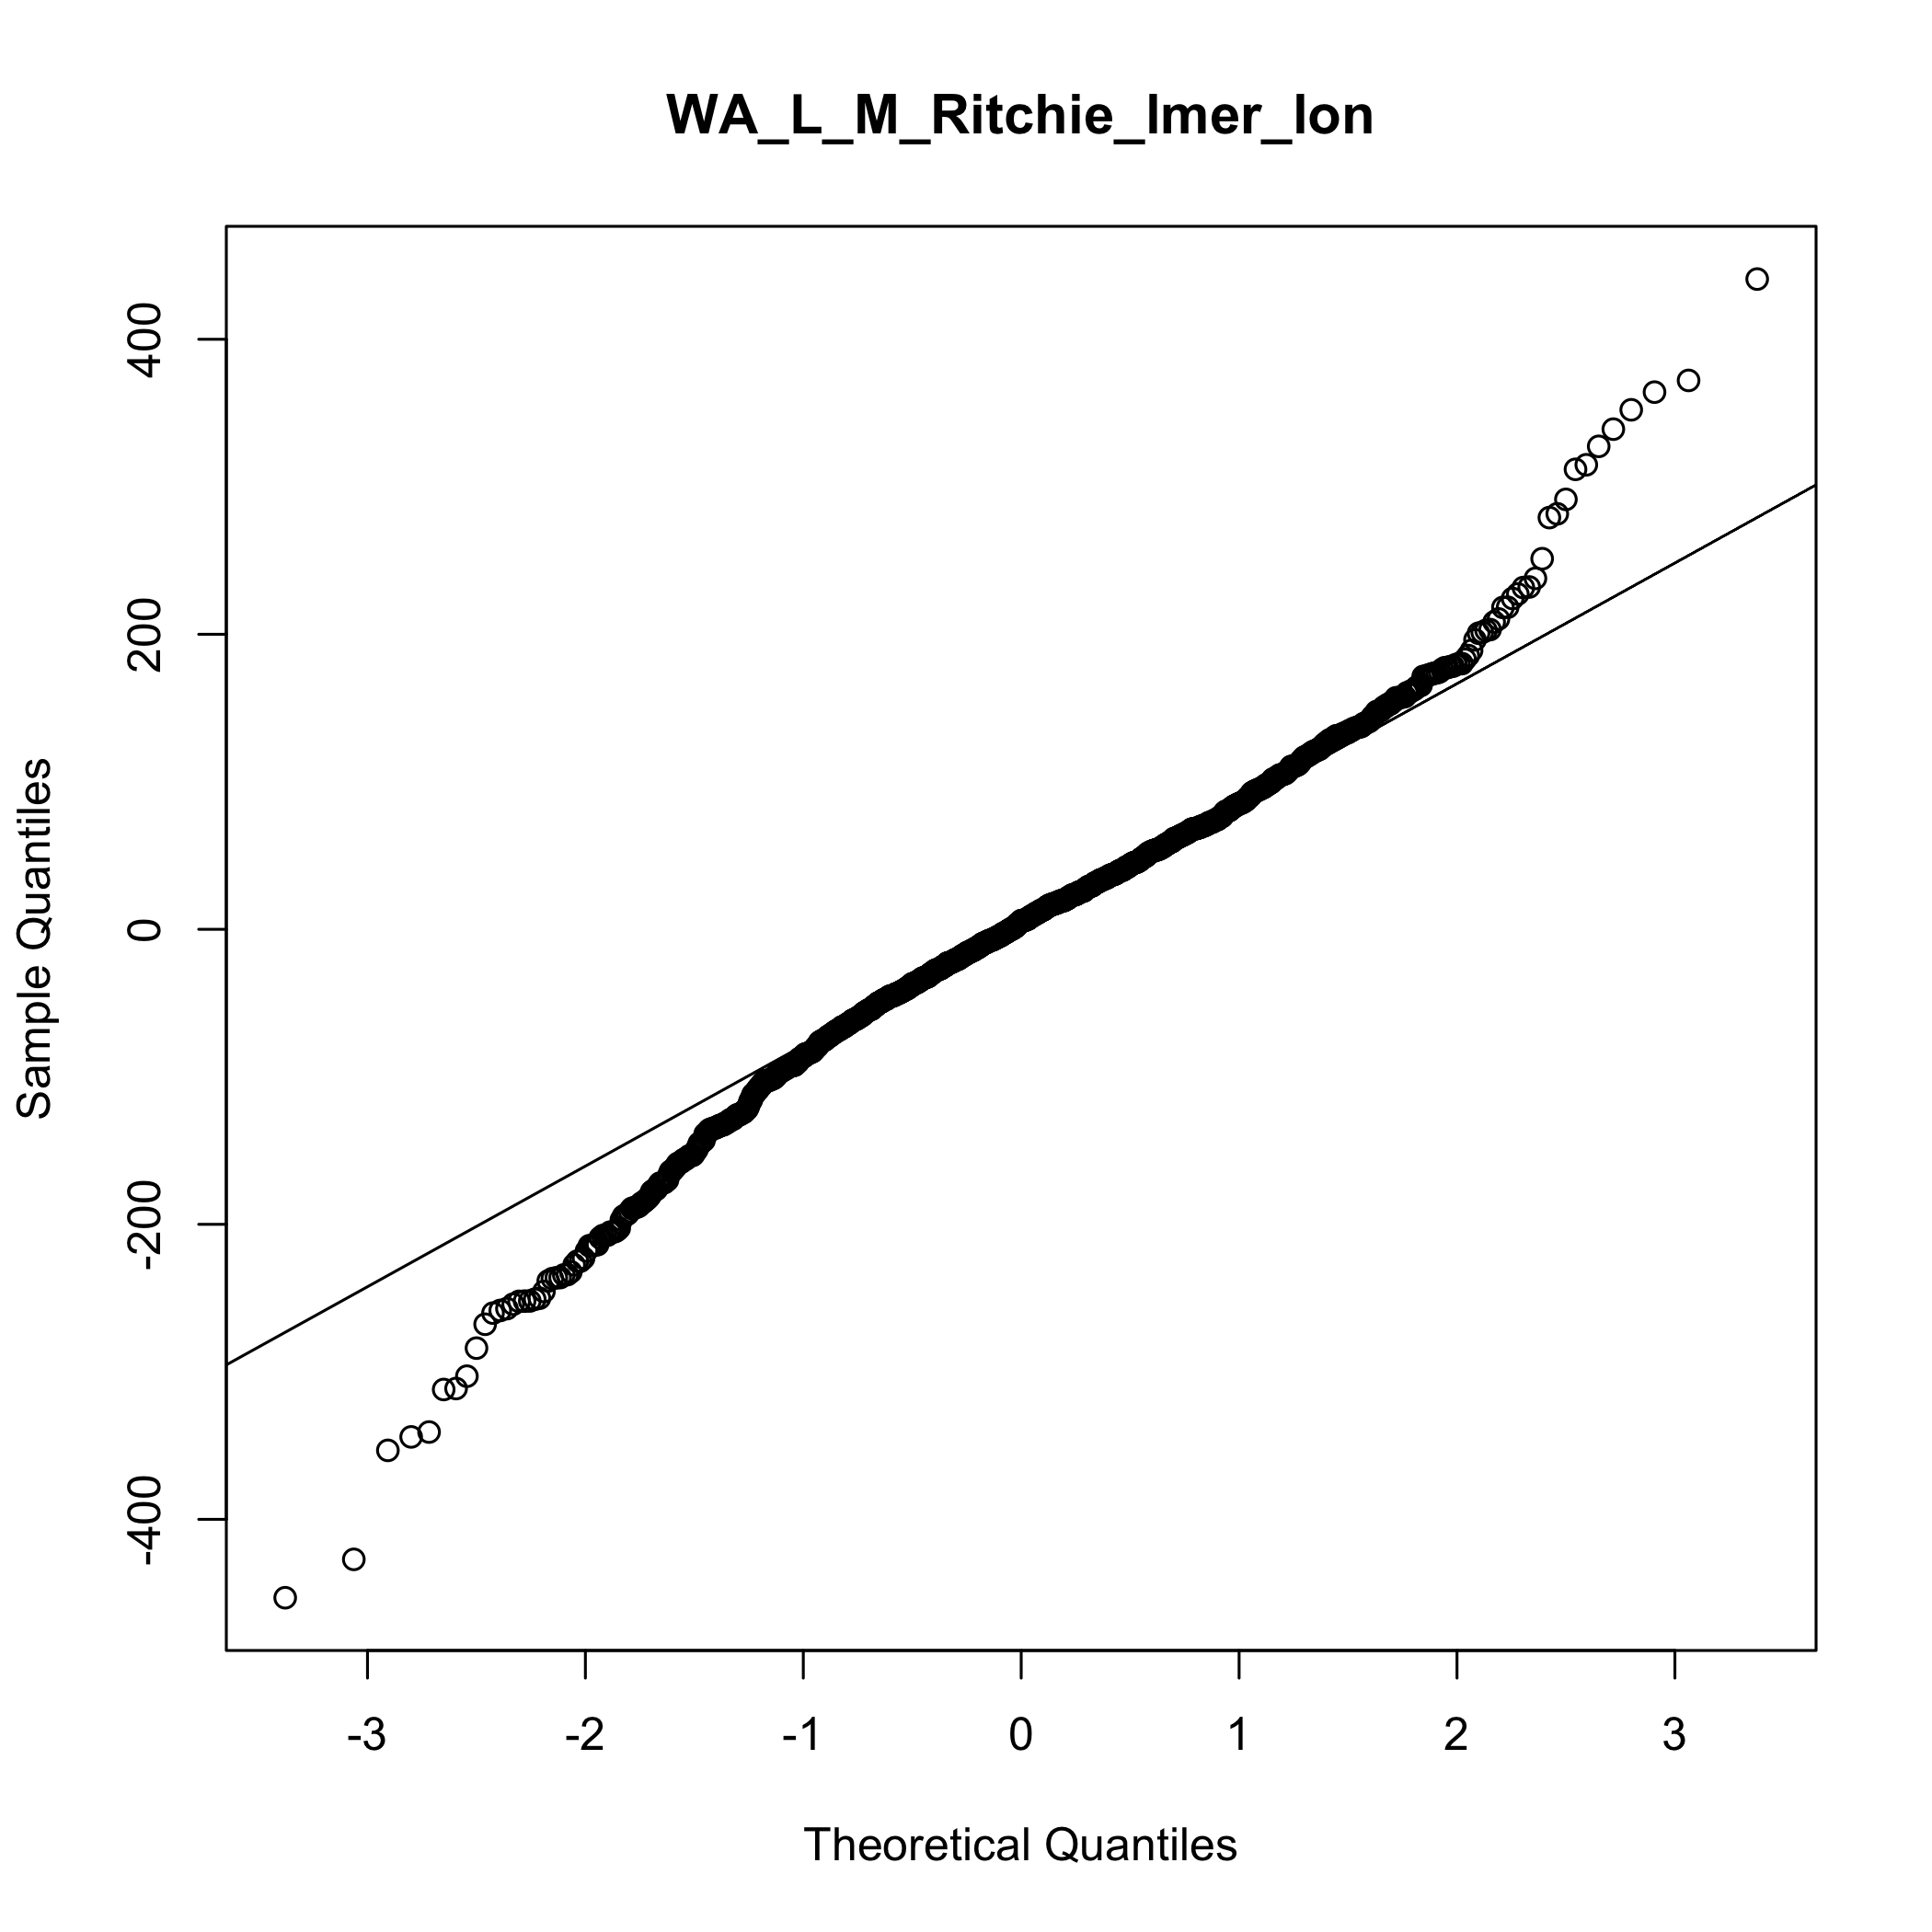 WA_L_M_Ritchie_lmer_lon
400
200
0
-200
-400
Sample Quantiles
-3 -2 -1 0 1 2 3
Theoretical Quantiles